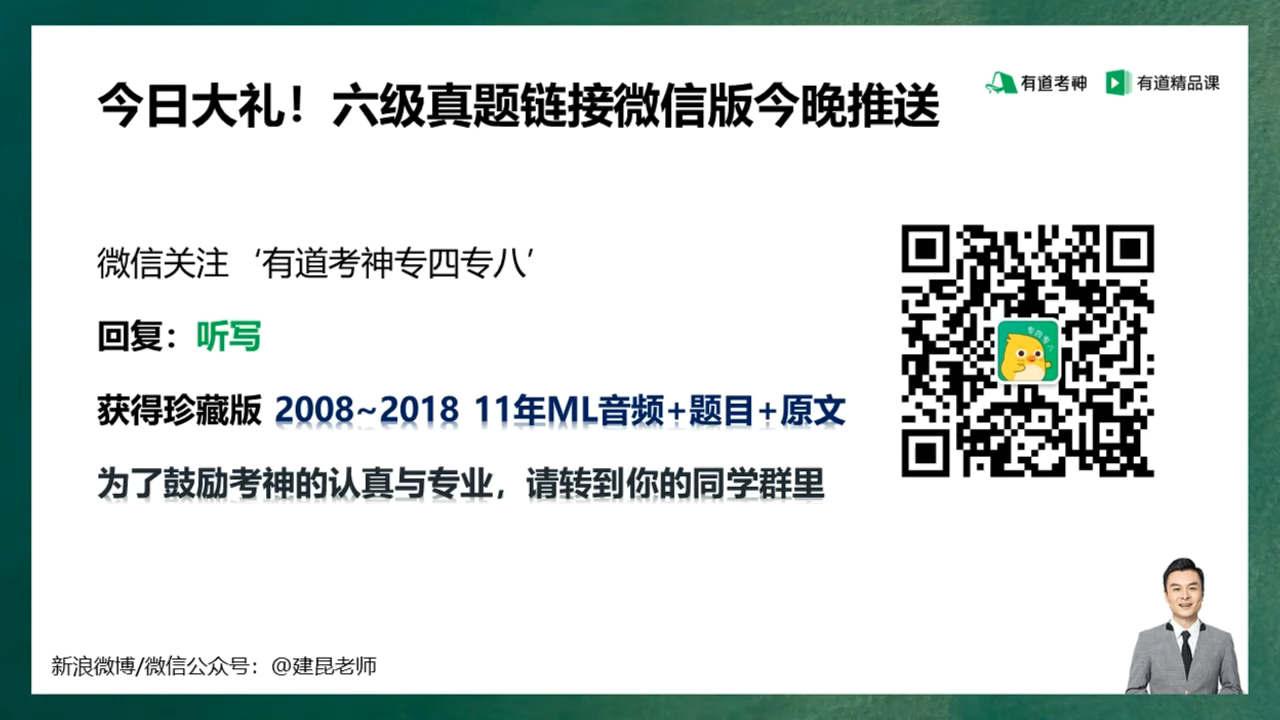 今日大礼！六级真题链接微信版今晚推送
有道考神
有道精品课
微信关注‘有道考神专四专八’
回复：听写
获得珍藏版 2008~2018 11年ML音频+题目+原文
为了鼓励考神的认真与专业，请转到你的同学群里
专四专八
新浪微博/微信公众号：@建昆老师